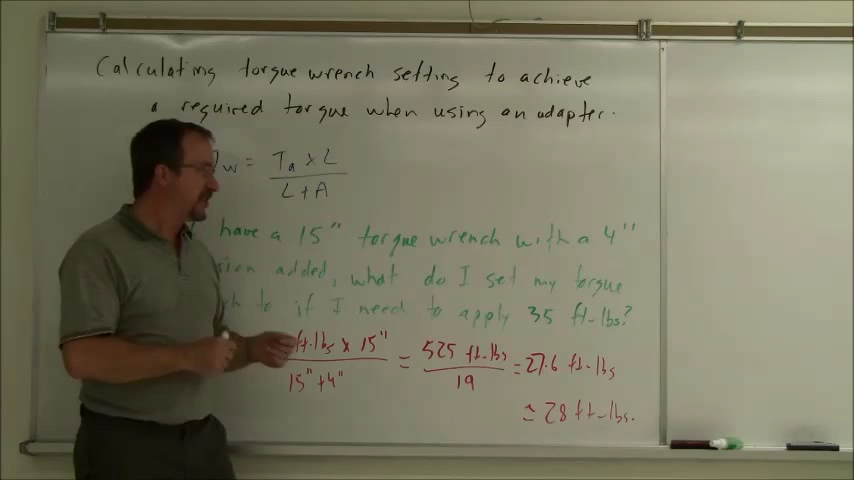 Calculating torque wrench setting to achieve
a required torque when using an adapter.
Tw = Ta x L / L + A
have a 15" torque wrench with a 4"
added, what do I set my torque
to if I need to apply 35 ft-lbs?
ft.lbs x 15" / 15" + 4" = 525 ft-lbs / 19 = 27.6 ft-lbs
≈ 28 ft-lbs.